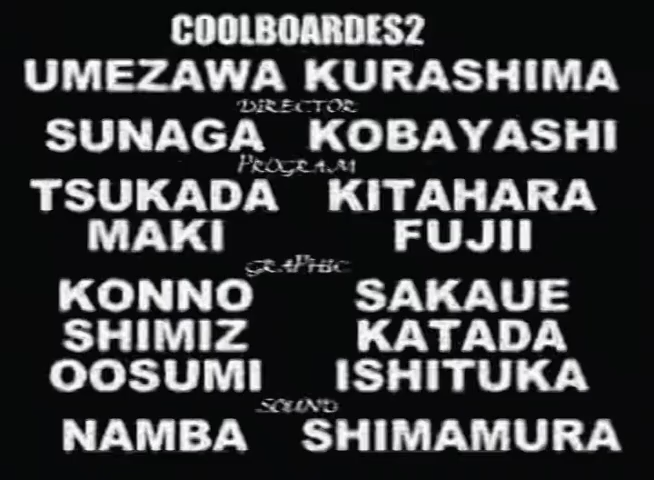 COOLBOARDES2
UMEZAWA KURASHIMA
DIRECTOR
SUNAGA KOBAYASHI
PROGRAM
TSUKADA KITAHARA
MAKI FUJII
GRAPHIC
KONNO SAKAUE
SHIMIZ KATADA
OOSUMI ISHITUKA
SOUND
NAMBA SHIMAMURA